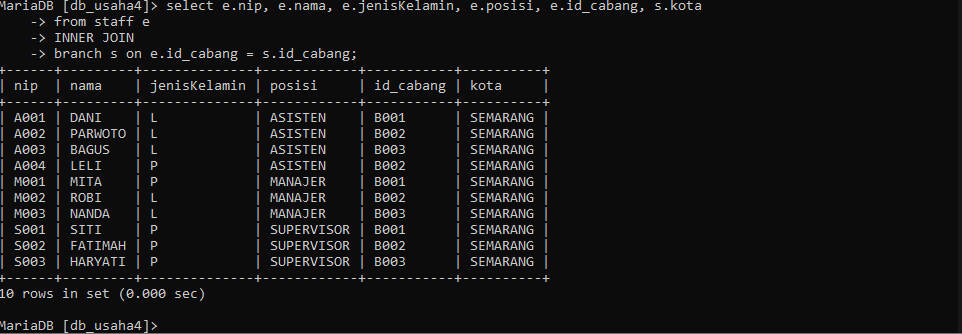 MariaDB [db_usaha4]> select e.nip, e.nama, e.jenisKelamin, e.posisi, e.id_cabang, s.kota
    -> from staff e
    -> INNER JOIN
    -> branch s on e.id_cabang = s.id_cabang;
+------+---------+--------------+------------+-----------+----------+
| nip  | nama    | jenisKelamin | posisi     | id_cabang | kota     |
+------+---------+--------------+------------+-----------+----------+
| A001 | DANI    | L            | ASISTEN    | B001      | SEMARANG |
| A002 | PARWOTO | L            | ASISTEN    | B002      | SEMARANG |
| A003 | BAGUS   | L            | ASISTEN    | B003      | SEMARANG |
| A004 | LELI    | P            | ASISTEN    | B002      | SEMARANG |
| M001 | MITA    | P            | MANAJER    | B001      | SEMARANG |
| M002 | ROBI    | L            | MANAJER    | B002      | SEMARANG |
| M003 | NANDA   | L            | MANAJER    | B003      | SEMARANG |
| S001 | SITI    | P            | SUPERVISOR | B001      | SEMARANG |
| S002 | FATIMAH | P            | SUPERVISOR | B002      | SEMARANG |
| S003 | HARYATI | P            | SUPERVISOR | B003      | SEMARANG |
+------+---------+--------------+------------+-----------+----------+
10 rows in set (0.000 sec)
MariaDB [db_usaha4]>